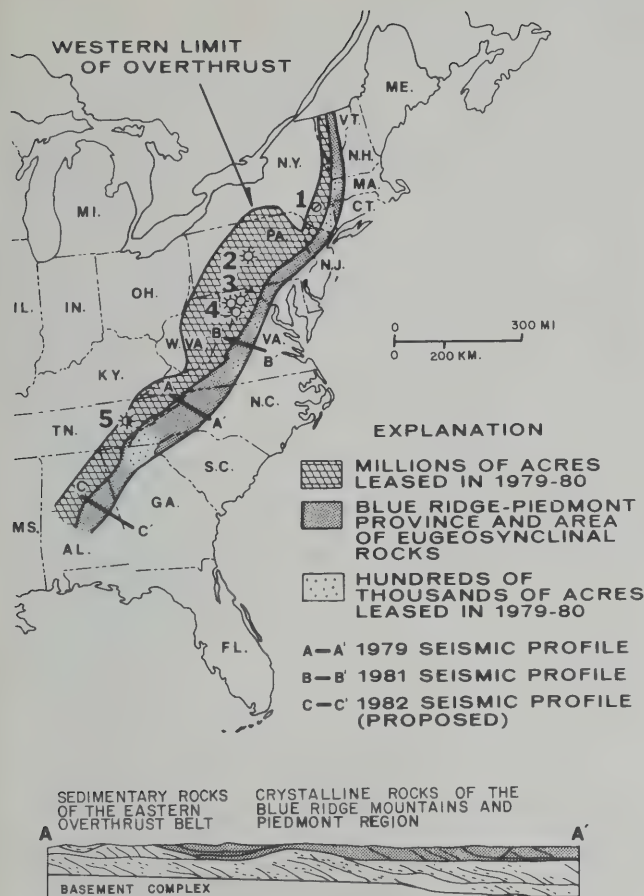 WESTERN LIMIT
OF OVERTHRUST
ME.
VT.
N.H.
N.Y.
MA.
CT.
1
MI.
PA.
2
N.J.
3
OH.
4
IL.
IN.
B
W. VA.
VA.
B
0 300 MI
0 200 KM.
KY.
A
N.C.
A'
5
TN.
S.C.
C
GA.
MS.
C'
AL.
FL.
EXPLANATION
MILLIONS OF ACRES
LEASED IN 1979-80
BLUE RIDGE-PIEDMONT
PROVINCE AND AREA
OF EUGEOSYNCLINAL
ROCKS
HUNDREDS OF
THOUSANDS OF ACRES
LEASED IN 1979-80
A-A' 1979 SEISMIC PROFILE
B-B' 1981 SEISMIC PROFILE
C-C' 1982 SEISMIC PROFILE
(PROPOSED)
SEDIMENTARY ROCKS
OF THE EASTERN
OVERTHRUST BELT
CRYSTALLINE ROCKS OF THE
BLUE RIDGE MOUNTAINS AND
PIEDMONT REGION
A A'
BASEMENT COMPLEX